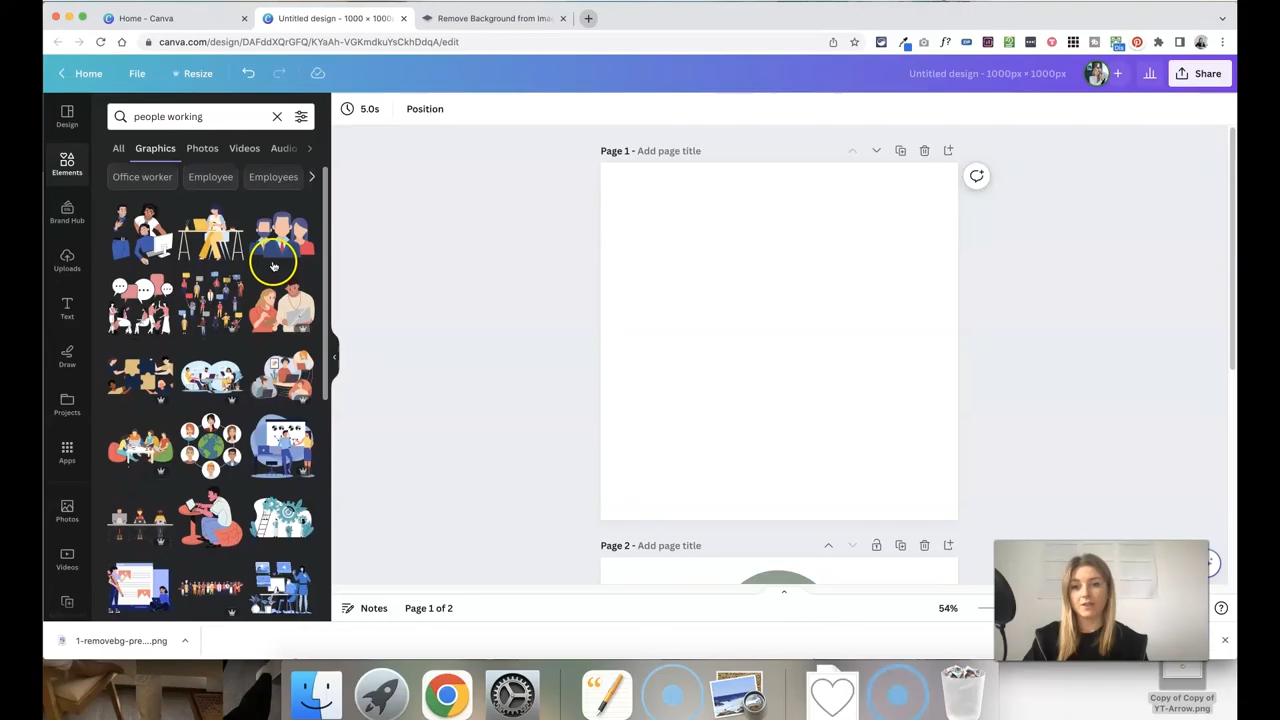 Home - Canva
Untitled design - 1000 × 1000
Remove Background from Ima
canva.com/design/DAFddXQrGFQ/KYaAh-VGKmdkuYsCkhDdqA/edit
Home
File
Resize
Untitled design - 1000px × 1000px
Share
Design
Elements
Brand Hub
Uploads
Text
Draw
Projects
Apps
Photos
Videos
people working
All
Graphics
Photos
Videos
Audio
Office worker
Employee
Employees
5.0s
Position
Page 1 - Add page title
Page 2 - Add page title
Notes
Page 1 of 2
54%
1-removebg-pre....png
Copy of Copy of
YT-Arrow.png